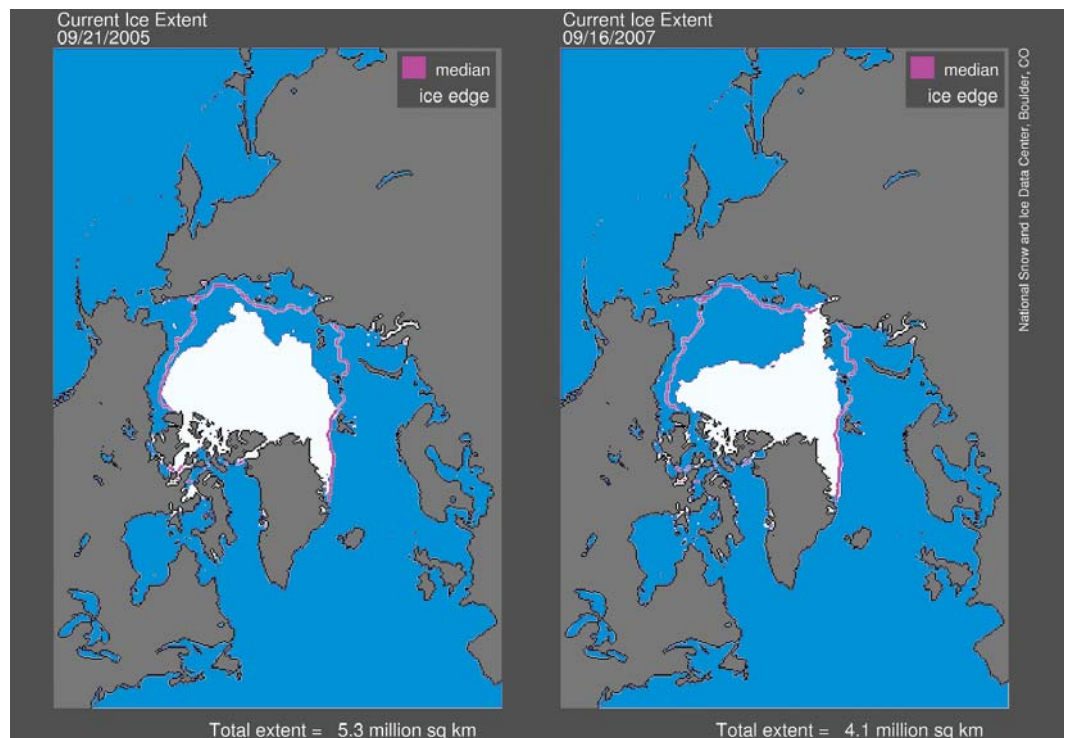 Current Ice Extent
09/21/2005
median
ice edge
Total extent = 5.3 million sq km
Current Ice Extent
09/16/2007
median
ice edge
Total extent = 4.1 million sq km
National Snow and Ice Data Center, Boulder, CO